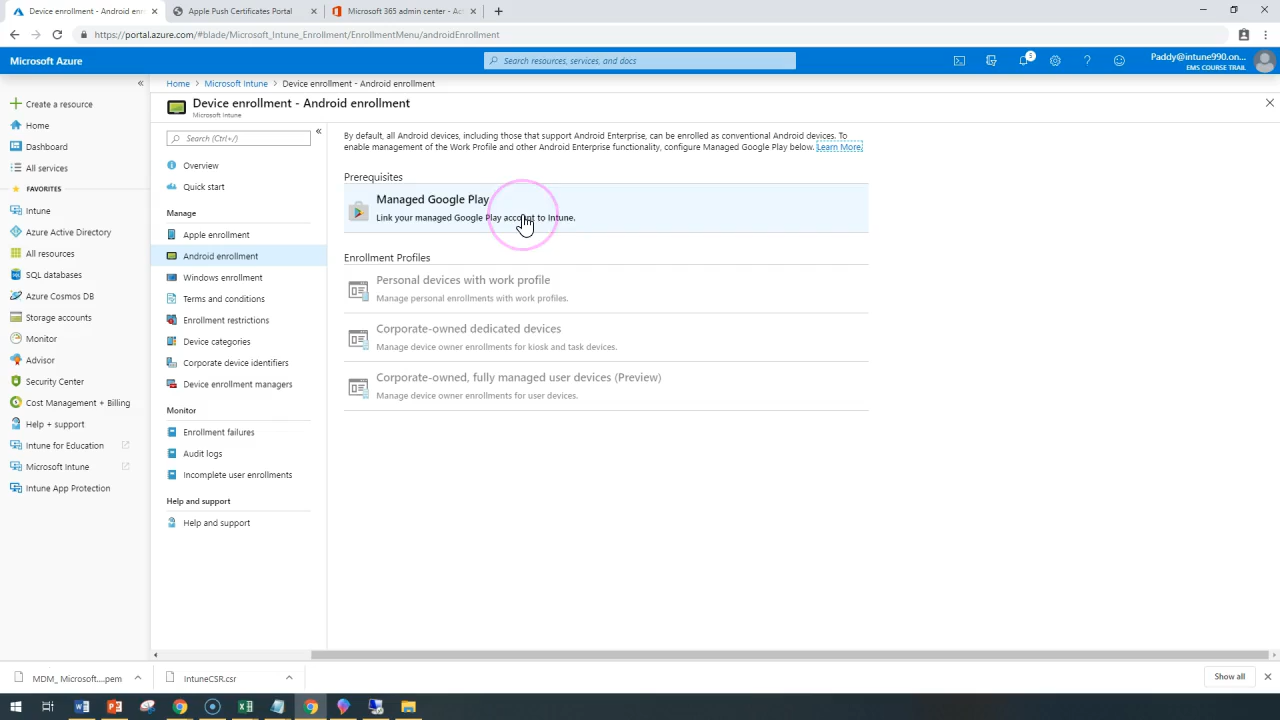 Device enrollment - Android enr
Apple Push Certificates Portal
Microsoft 365 admin center - Ac
https://portal.azure.com/#blade/Microsoft_Intune_Enrollment/EnrollmentMenu/androidEnrollment
Microsoft Azure
Search resources, services, and docs
5
Paddy@intune990.on...
EMS COURSE TRAIL
Create a resource
Home
Dashboard
All services
FAVORITES
Intune
Azure Active Directory
All resources
SQL databases
Azure Cosmos DB
Storage accounts
Monitor
Advisor
Security Center
Cost Management + Billing
Help + support
Intune for Education
Microsoft Intune
Intune App Protection
Home > Microsoft Intune > Device enrollment - Android enrollment
Device enrollment - Android enrollment
Microsoft Intune
Search (Ctrl+/)
Overview
Quick start
Manage
Apple enrollment
Android enrollment
Windows enrollment
Terms and conditions
Enrollment restrictions
Device categories
Corporate device identifiers
Device enrollment managers
Monitor
Enrollment failures
Audit logs
Incomplete user enrollments
Help and support
Help and support
By default, all Android devices, including those that support Android Enterprise, can be enrolled as conventional Android devices. To
enable management of the Work Profile and other Android Enterprise functionality, configure Managed Google Play below. Learn More.
Prerequisites
Managed Google Play
Link your managed Google Play account to Intune.
Enrollment Profiles
Personal devices with work profile
Manage personal enrollments with work profiles.
Corporate-owned dedicated devices
Manage device owner enrollments for kiosk and task devices.
Corporate-owned, fully managed user devices (Preview)
Manage device owner enrollments for user devices.
MDM_ Microsoft....pem
IntuneCSR.csr
Show all